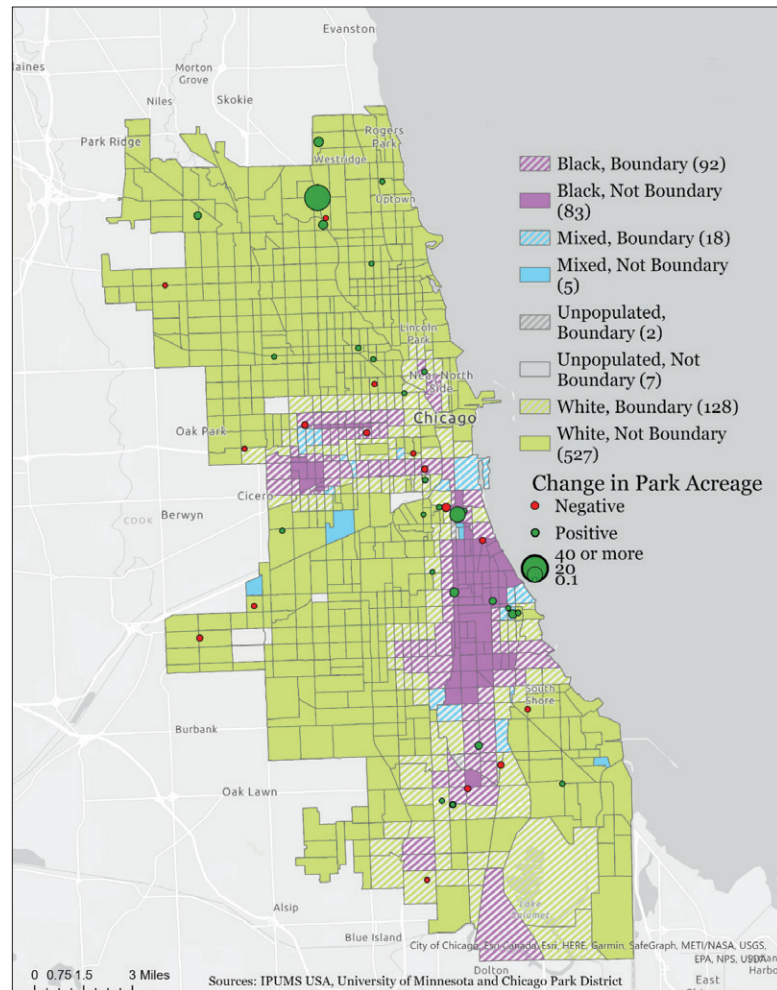 Evanston
Morton
Grove
Niles
Skokie
Park Ridge
Rogers
Park
Westridge
Uptown
Lincoln
Park
Near North
Side
Chicago
Oak Park
Cicero
Berwyn
COOK
South
Shore
Burbank
Oak Lawn
Alsip
Blue Island
Lake
Calumet
Dolton
East
Black, Boundary (92)
Black, Not Boundary
(83)
Mixed, Boundary (18)
Mixed, Not Boundary
(5)
Unpopulated,
Boundary (2)
Unpopulated, Not
Boundary (7)
White, Boundary (128)
White, Not Boundary
(527)
Change in Park Acreage
Negative
Positive
40 or more
20
0.1
City of Chicago, Esri Canada, Esri, HERE, Garmin, SafeGraph, METI/NASA, USGS,
EPA, NPS, USDA
0 0.75 1.5 3 Miles
Sources: IPUMS USA, University of Minnesota and Chicago Park District